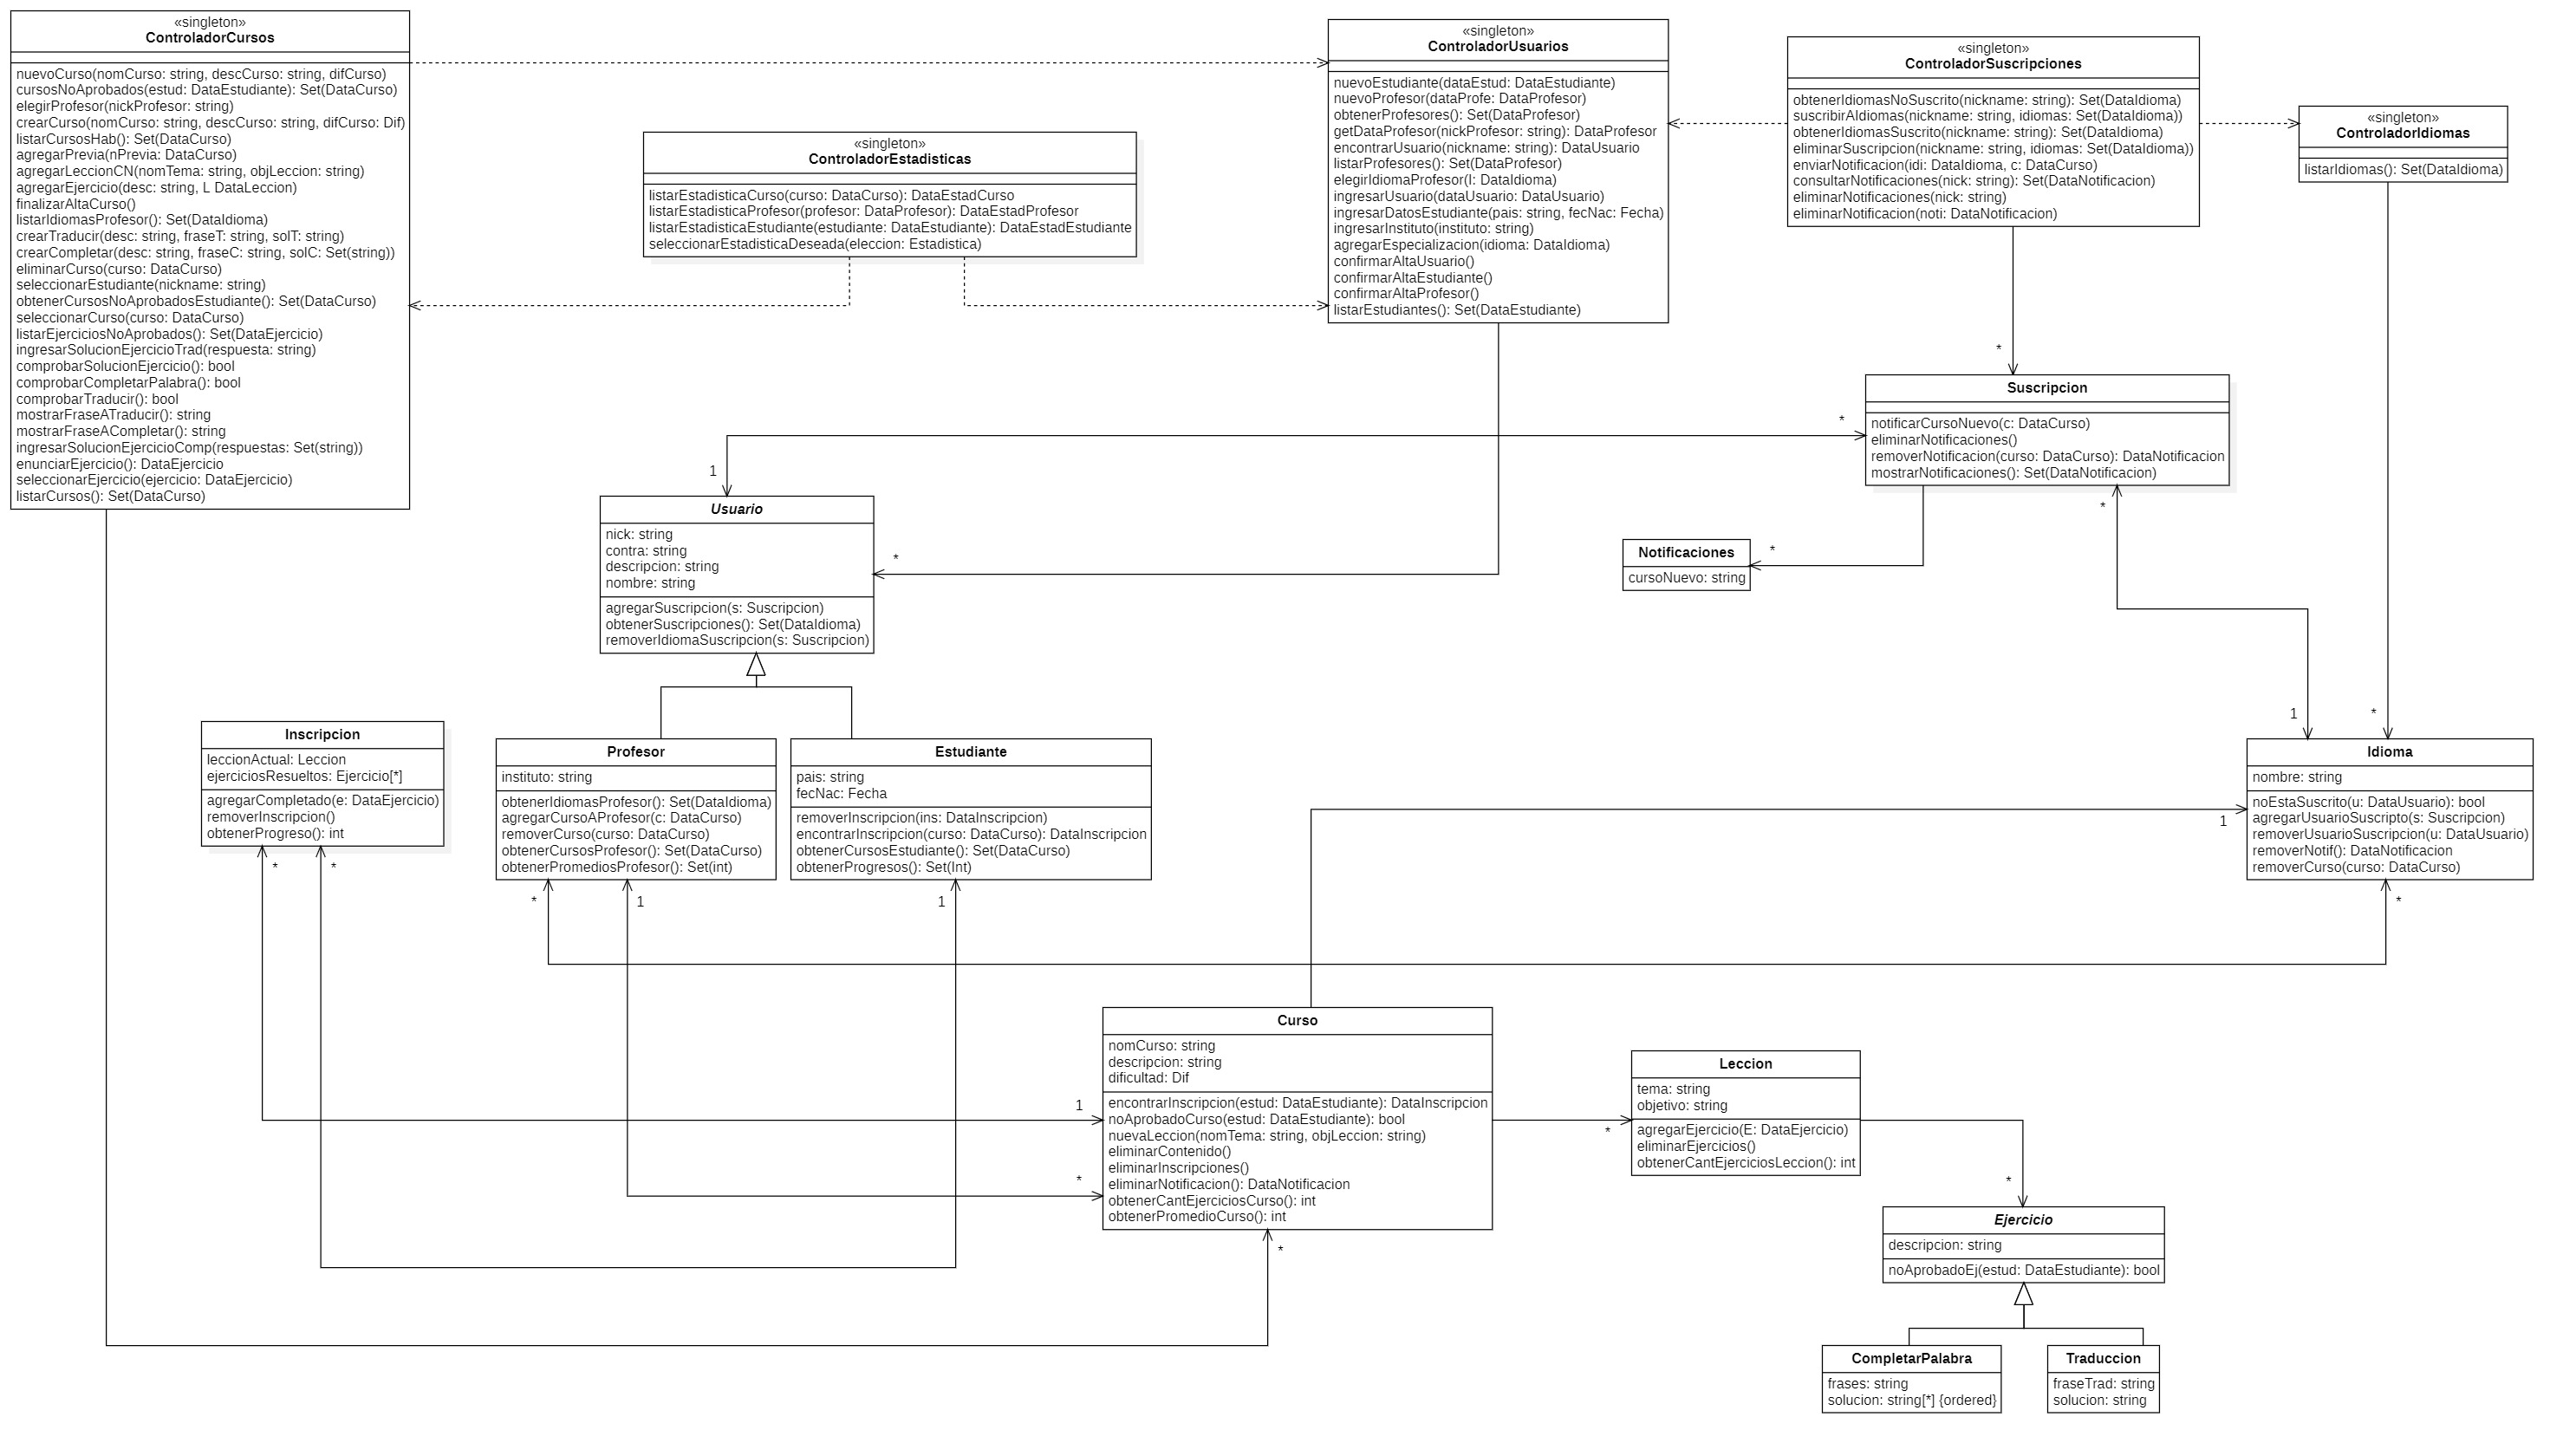 «singleton»
ControladorCursos
nuevoCurso(nomCurso: string, descCurso: string, difCurso)
cursosNoAprobados(estud: DataEstudiante): Set(DataCurso)
elegirProfesor(nickProfesor: string)
crearCurso(nomCurso: string, descCurso: string, difCurso: Dif)
listarCursosHab(): Set(DataCurso)
agregarPrevia(nPrevia: DataCurso)
agregarLeccionCN(nomTema: string, objLeccion: string)
agregarEjercicio(desc: string, L DataLeccion)
finalizarAltaCurso()
listarIdiomasProfesor(): Set(DataIdioma)
crearTraducir(desc: string, fraseT: string, solT: string)
crearCompletar(desc: string, fraseC: string, solC: Set(string))
eliminarCurso(curso: DataCurso)
seleccionarEstudiante(nickname: string)
obtenerCursosNoAprobadosEstudiante(): Set(DataCurso)
seleccionarCurso(curso: DataCurso)
listarEjerciciosNoAprobados(): Set(DataEjercicio)
ingresarSolucionEjercicioTrad(respuesta: string)
comprobarSolucionEjercicio(): bool
comprobarCompletarPalabra(): bool
comprobarTraducir(): bool
mostrarFraseATraducir(): string
mostrarFraseACompletar(): string
ingresarSolucionEjercicioComp(respuestas: Set(string))
enunciarEjercicio(): DataEjercicio
seleccionarEjercicio(ejercicio: DataEjercicio)
listarCursos(): Set(DataCurso)
«singleton»
ControladorEstadisticas
listarEstadisticaCurso(curso: DataCurso): DataEstadCurso
listarEstadisticaProfesor(profesor: DataProfesor): DataEstadProfesor
listarEstadisticaEstudiante(estudiante: DataEstudiante): DataEstadEstudiante
seleccionarEstadisticaDeseada(eleccion: Estadistica)
«singleton»
ControladorUsuarios
nuevoEstudiante(dataEstud: DataEstudiante)
nuevoProfesor(dataProfe: DataProfesor)
obtenerProfesores(): Set(DataProfesor)
getDataProfesor(nickProfesor: string): DataProfesor
encontrarUsuario(nickname: string): DataUsuario
listarProfesores(): Set(DataProfesor)
elegirIdiomaProfesor(I: DataIdioma)
ingresarUsuario(dataUsuario: DataUsuario)
ingresarDatosEstudiante(pais: string, fecNac: Fecha)
ingresarInstituto(instituto: string)
agregarEspecializacion(idioma: DataIdioma)
confirmarAltaUsuario()
confirmarAltaEstudiante()
confirmarAltaProfesor()
listarEstudiantes(): Set(DataEstudiante)
«singleton»
ControladorSuscripciones
obtenerIdiomasNoSuscrito(nickname: string): Set(DataIdioma)
suscribirAIdiomas(nickname: string, idiomas: Set(DataIdioma))
obtenerIdiomasSuscrito(nickname: string): Set(DataIdioma)
eliminarSuscripcion(nickname: string, idiomas: Set(DataIdioma))
enviarNotificacion(idi: DataIdioma, c: DataCurso)
consultarNotificaciones(nick: string): Set(DataNotificacion)
eliminarNotificaciones(nick: string)
eliminarNotificacion(noti: DataNotificacion)
«singleton»
ControladorIdiomas
listarIdiomas(): Set(DataIdioma)
*
Suscripcion
notificarCursoNuevo(c: DataCurso)
eliminarNotificaciones()
removerNotificacion(curso: DataCurso): DataNotificacion
mostrarNotificaciones(): Set(DataNotificacion)
*
1
*
*
*
Notificaciones
cursoNuevo: string
Usuario
nick: string
contra: string
descripcion: string
nombre: string
agregarSuscripcion(s: Suscripcion)
obtenerSuscripciones(): Set(DataIdioma)
removerIdiomaSuscripcion(s: Suscripcion)
1
*
Inscripcion
leccionActual: Leccion
ejerciciosResueltos: Ejercicio[*]
agregarCompletado(e: DataEjercicio)
removerInscripcion()
obtenerProgreso(): int
*
*
Profesor
instituto: string
obtenerIdiomasProfesor(): Set(DataIdioma)
agregarCursoAProfesor(c: DataCurso)
removerCurso(curso: DataCurso)
obtenerCursosProfesor(): Set(DataCurso)
obtenerPromediosProfesor(): Set(int)
*
1
Estudiante
pais: string
fecNac: Fecha
removerInscripcion(ins: DataInscripcion)
encontrarInscripcion(curso: DataCurso): DataInscripcion
obtenerCursosEstudiante(): Set(DataCurso)
obtenerProgresos(): Set(Int)
1
Idioma
nombre: string
noEstaSuscrito(u: DataUsuario): bool
agregarUsuarioSuscripto(s: Suscripcion)
removerUsuarioSuscripcion(u: DataUsuario)
removerNotif(): DataNotificacion
removerCurso(curso: DataCurso)
1
*
Curso
nomCurso: string
descripcion: string
dificultad: Dif
encontrarInscripcion(estud: DataEstudiante): DataInscripcion
noAprobadoCurso(estud: DataEstudiante): bool
nuevaLeccion(nomTema: string, objLeccion: string)
eliminarContenido()
eliminarInscripciones()
eliminarNotificacion(): DataNotificacion
obtenerCantEjerciciosCurso(): int
obtenerPromedioCurso(): int
1
*
*
*
Leccion
tema: string
objetivo: string
agregarEjercicio(E: DataEjercicio)
eliminarEjercicios()
obtenerCantEjerciciosLeccion(): int
*
Ejercicio
descripcion: string
noAprobadoEj(estud: DataEstudiante): bool
CompletarPalabra
frases: string
solucion: string[*] {ordered}
Traduccion
fraseTrad: string
solucion: string